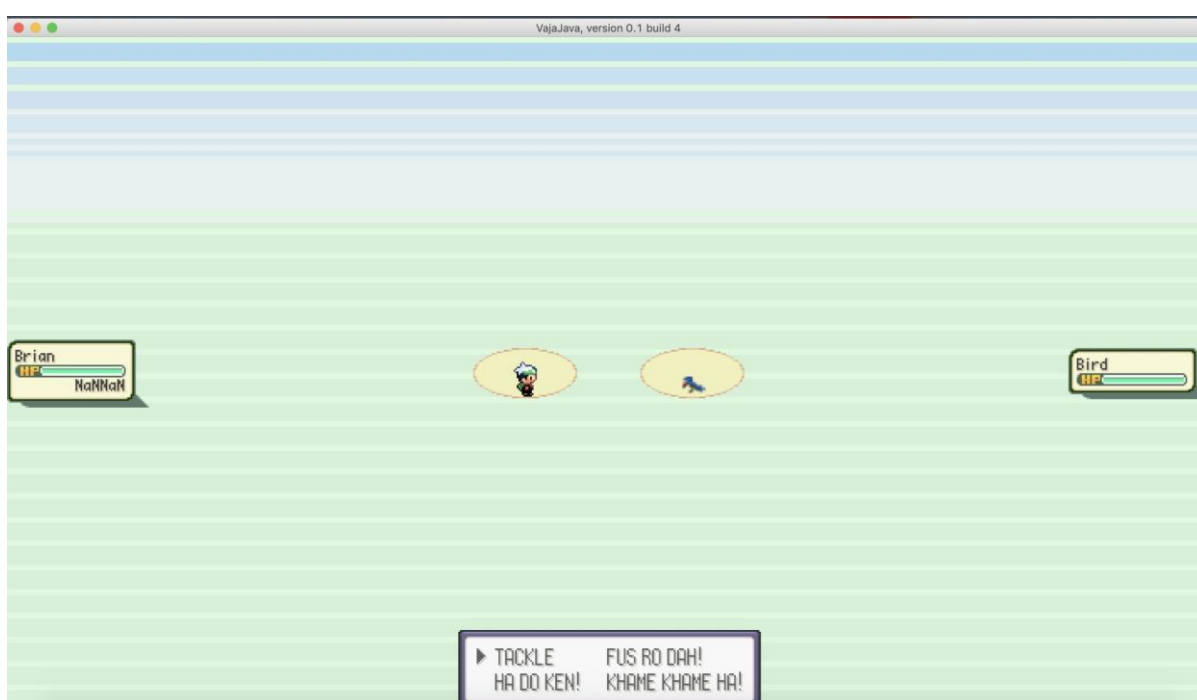 VajaJava, version 0.1 build 4
Brian
HP
NaNNaN
Bird
HP
TACKLE FUS RO DAH!
HA DO KEN! KHAME KHAME HA!